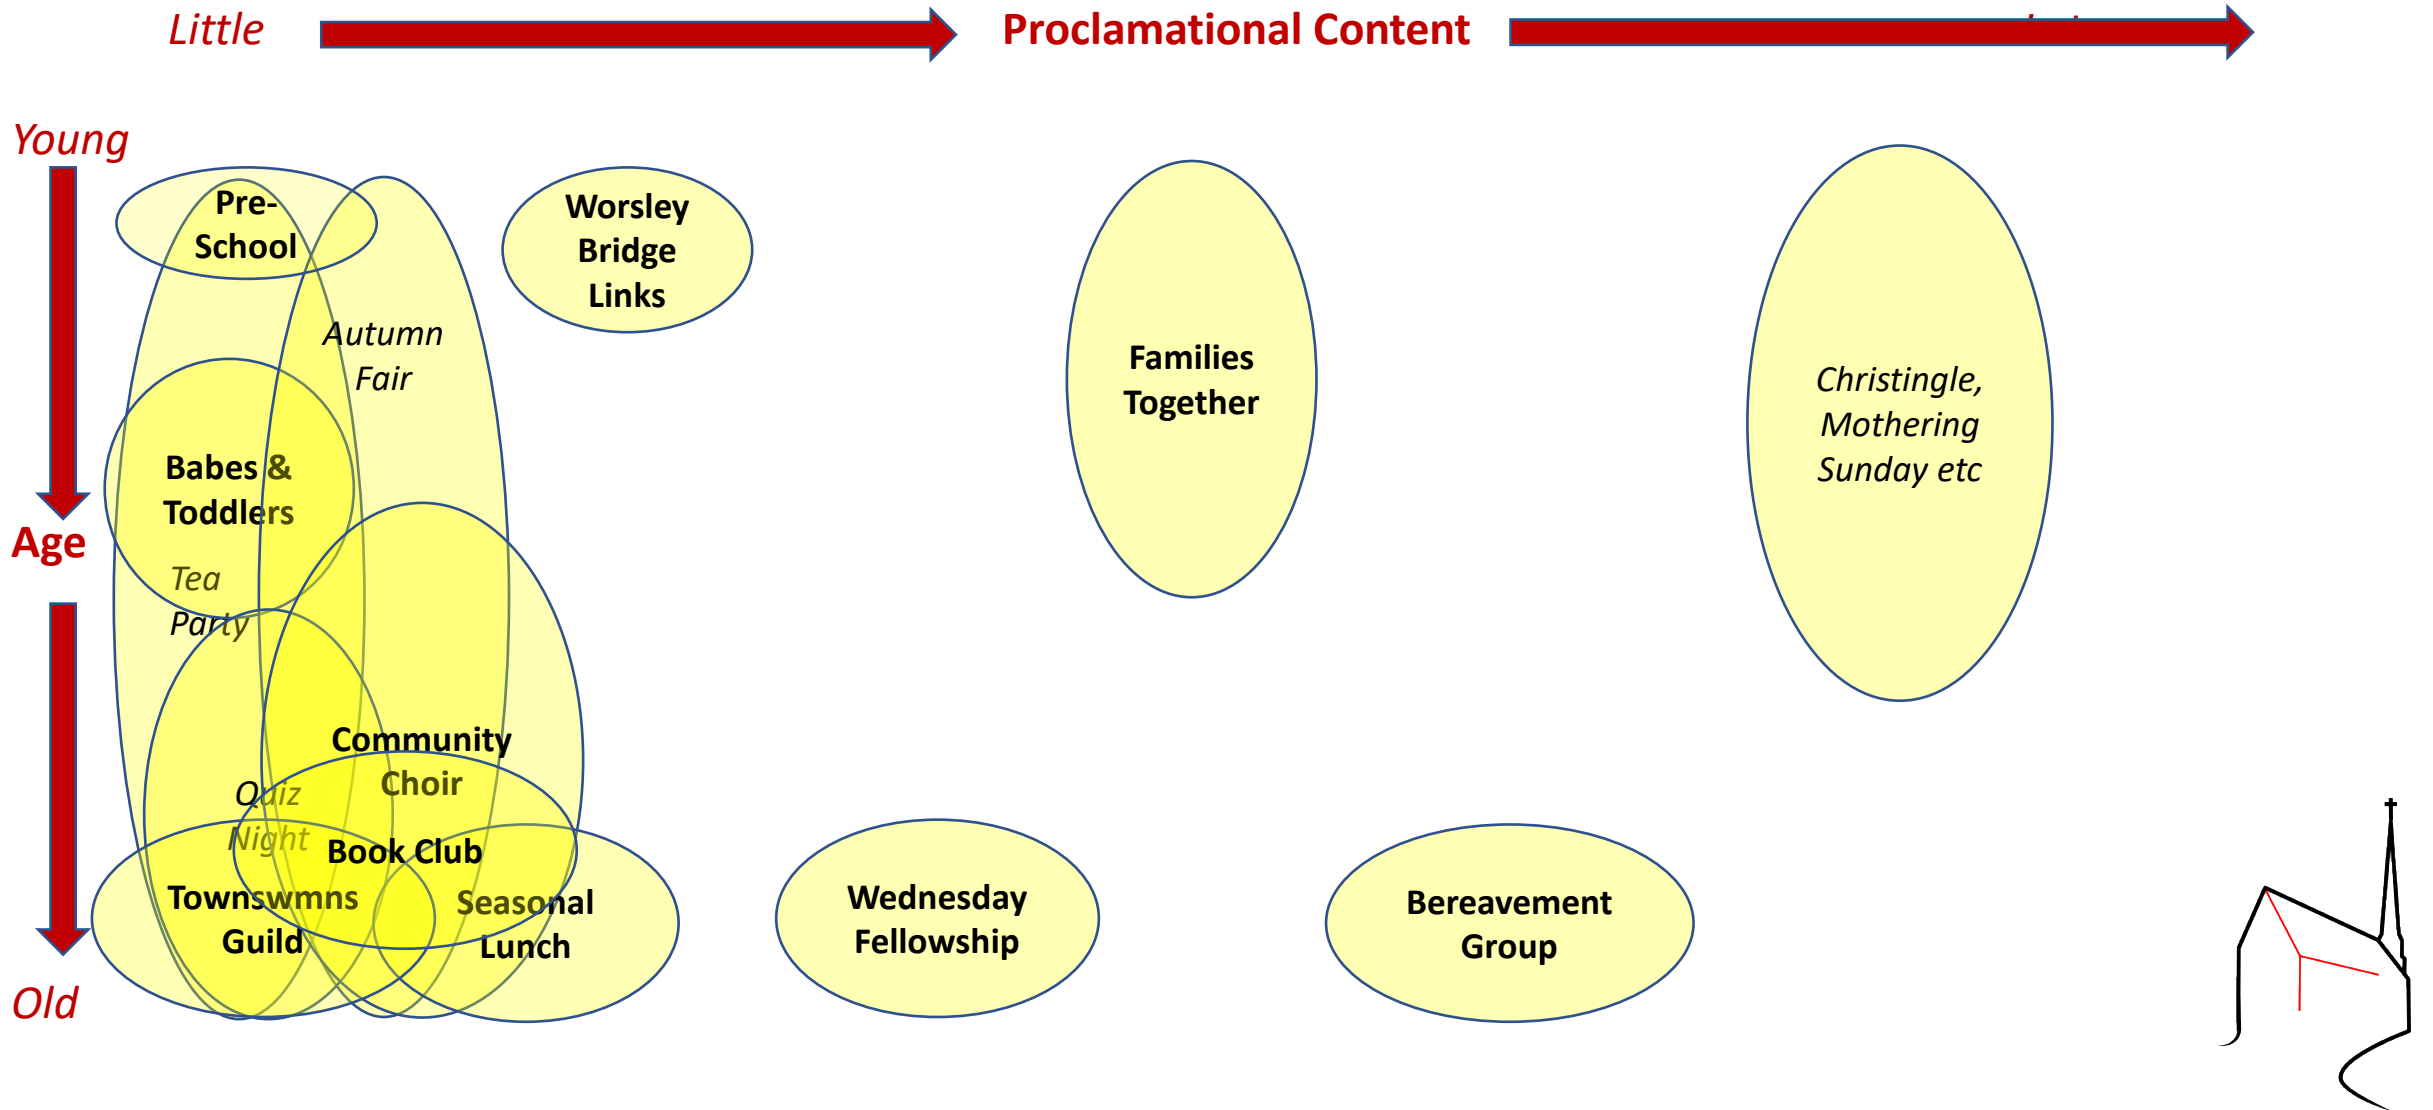 Little
Proclamational Content
Young
Pre-
School
Worsley
Bridge
Links
Autumn
Fair
Families
Together
Christingle,
Mothering
Sunday etc
Babes &
Toddlers
Age
Tea
Party
Community
Choir
Quiz
Night
Book Club
Townswmns
Guild
Seasonal
Lunch
Wednesday
Fellowship
Bereavement
Group
Old